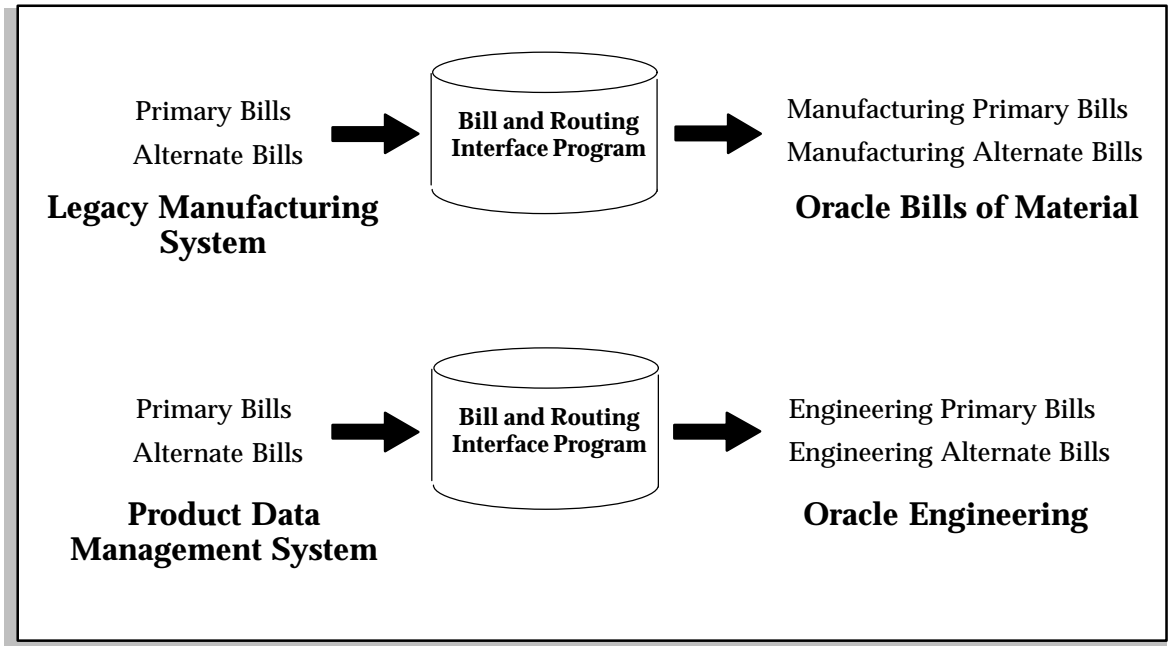 Primary Bills
Alternate Bills
Legacy Manufacturing
System
Bill and Routing
Interface Program
Manufacturing Primary Bills
Manufacturing Alternate Bills
Oracle Bills of Material
Primary Bills
Alternate Bills
Product Data
Management System
Bill and Routing
Interface Program
Engineering Primary Bills
Engineering Alternate Bills
Oracle Engineering